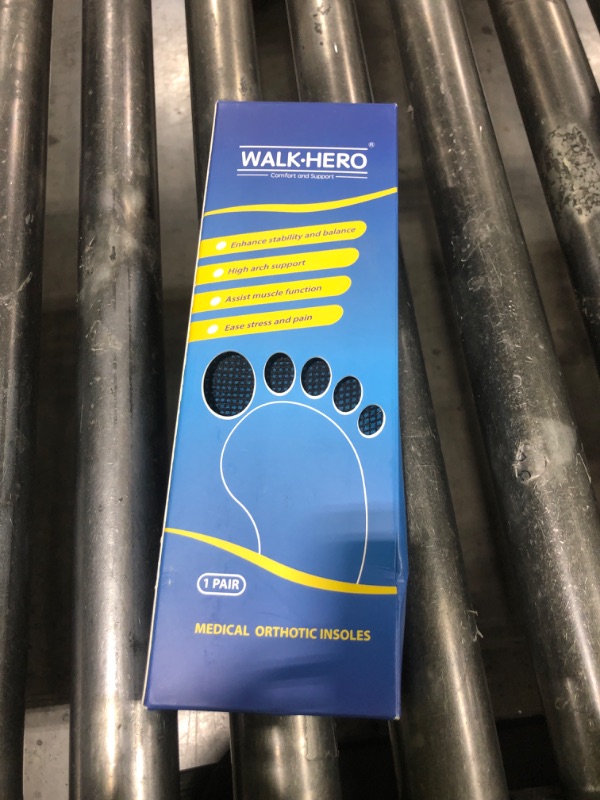 WALK·HERO®
Comfort and Support
Enhance stability and balance
High arch support
Assist muscle function
Ease stress and pain
1 PAIR
MEDICAL ORTHOTIC INSOLES